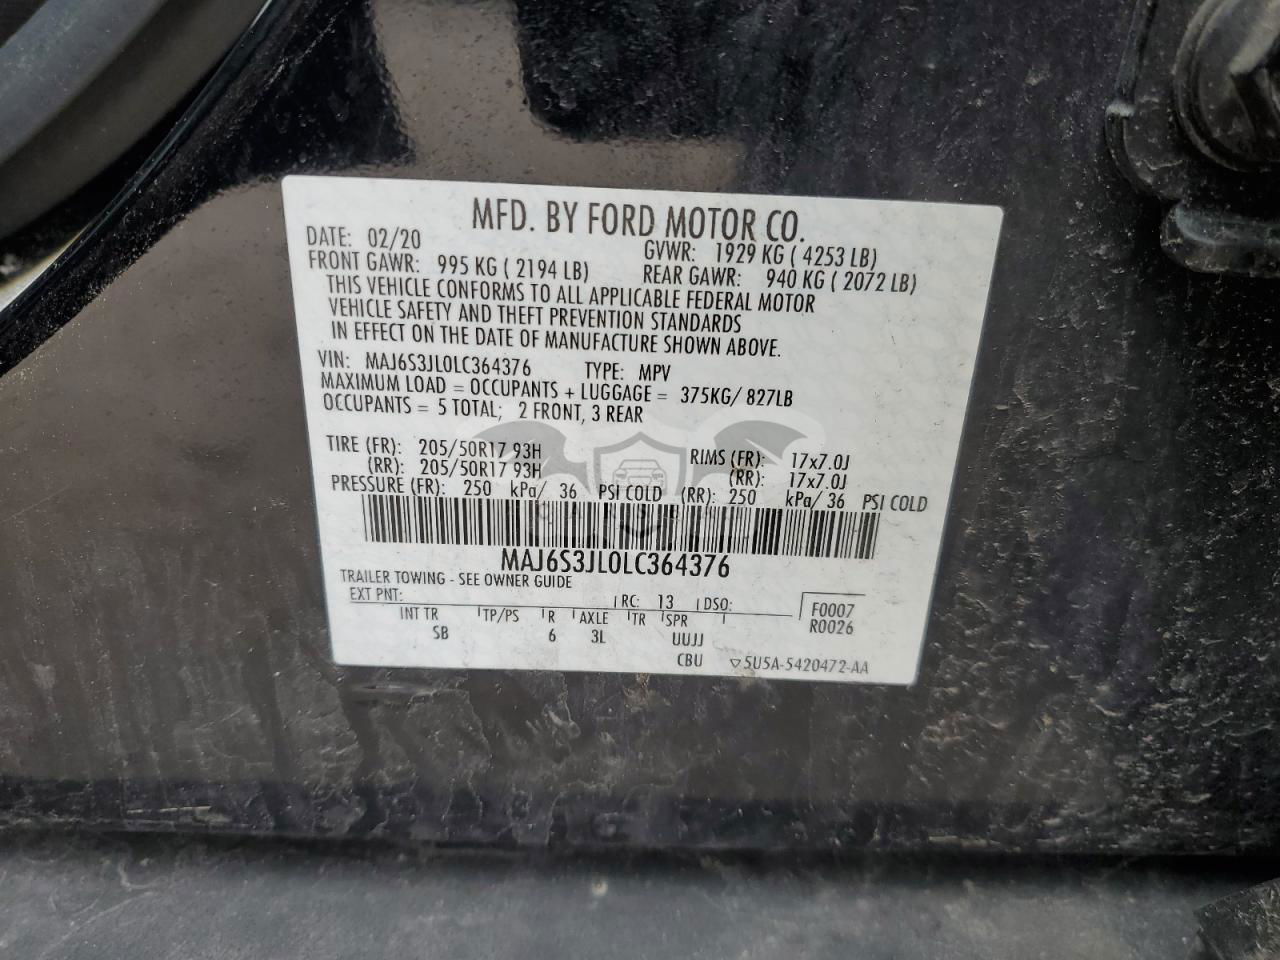 MFD. BY FORD MOTOR CO.
DATE: 02/20 GVWR: 1929 KG ( 4253 LB)
FRONT GAWR: 995 KG ( 2194 LB) REAR GAWR: 940 KG ( 2072 LB)
THIS VEHICLE CONFORMS TO ALL APPLICABLE FEDERAL MOTOR
VEHICLE SAFETY AND THEFT PREVENTION STANDARDS
IN EFFECT ON THE DATE OF MANUFACTURE SHOWN ABOVE.
VIN: MAJ6S3JL0LC364376 TYPE: MPV
MAXIMUM LOAD = OCCUPANTS + LUGGAGE = 375KG/ 827LB
OCCUPANTS = 5 TOTAL; 2 FRONT, 3 REAR
TIRE (FR): 205/50R17 93H RIMS (FR): 17x7.0J
(RR): 205/50R17 93H (RR): 17x7.0J
PRESSURE (FR): 250 kPa/ 36 PSI COLD (RR): 250 kPa/ 36 PSI COLD
MAJ6S3JL0LC364376
TRAILER TOWING - SEE OWNER GUIDE
EXT PNT: RC: 13 DSO: F0007
INT TR TP/PS R AXLE TR SPR R0026
SB 6 3L UUJJ
CBU 5U5A-5420472-AA